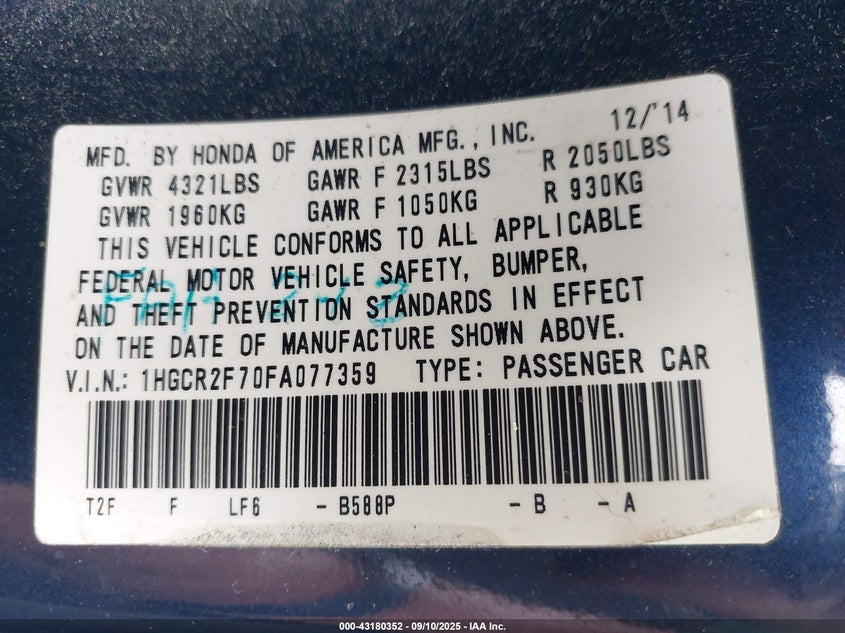 MFD. BY HONDA OF AMERICA MFG., INC. 12/'14
GVWR 4321LBS GAWR F 2315LBS R 2050LBS
GVWR 1960KG GAWR F 1050KG R 930KG
THIS VEHICLE CONFORMS TO ALL APPLICABLE
FEDERAL MOTOR VEHICLE SAFETY, BUMPER,
AND THEFT PREVENTION STANDARDS IN EFFECT
ON THE DATE OF MANUFACTURE SHOWN ABOVE.
V.I.N.: 1HGCR2F70FA077359 TYPE: PASSENGER CAR
T2F F LF6 - B588P - B - A
000-43180352 - 09/10/2025 - IAA Inc.